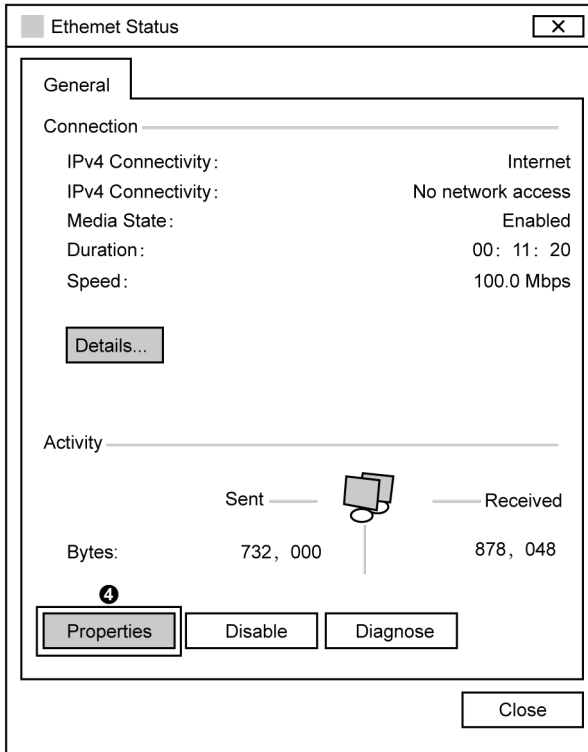 Ethemet Status
General
Connection
IPv4 Connectivity: Internet
IPv4 Connectivity: No network access
Media State: Enabled
Duration: 00: 11: 20
Speed: 100.0 Mbps
Details...
Activity
Sent Received
Bytes: 732, 000 878, 048
❹
Properties Disable Diagnose
Close